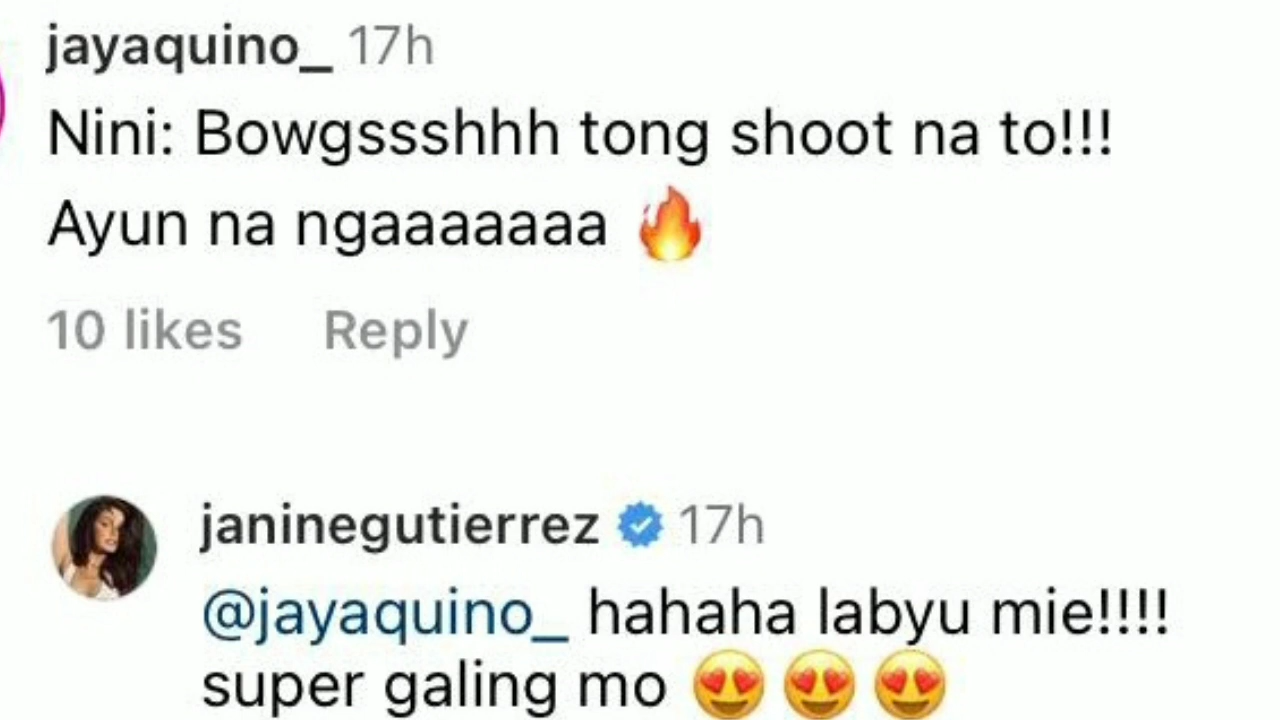 jayaquino_ 17h
Nini: Bowgssshhh tong shoot na to!!!
Ayun na ngaaaaaaa 🔥
10 likes Reply
janinegutierrez 17h
@jayaquino_ hahaha labyu mie!!!!
super galing mo 😍😍😍